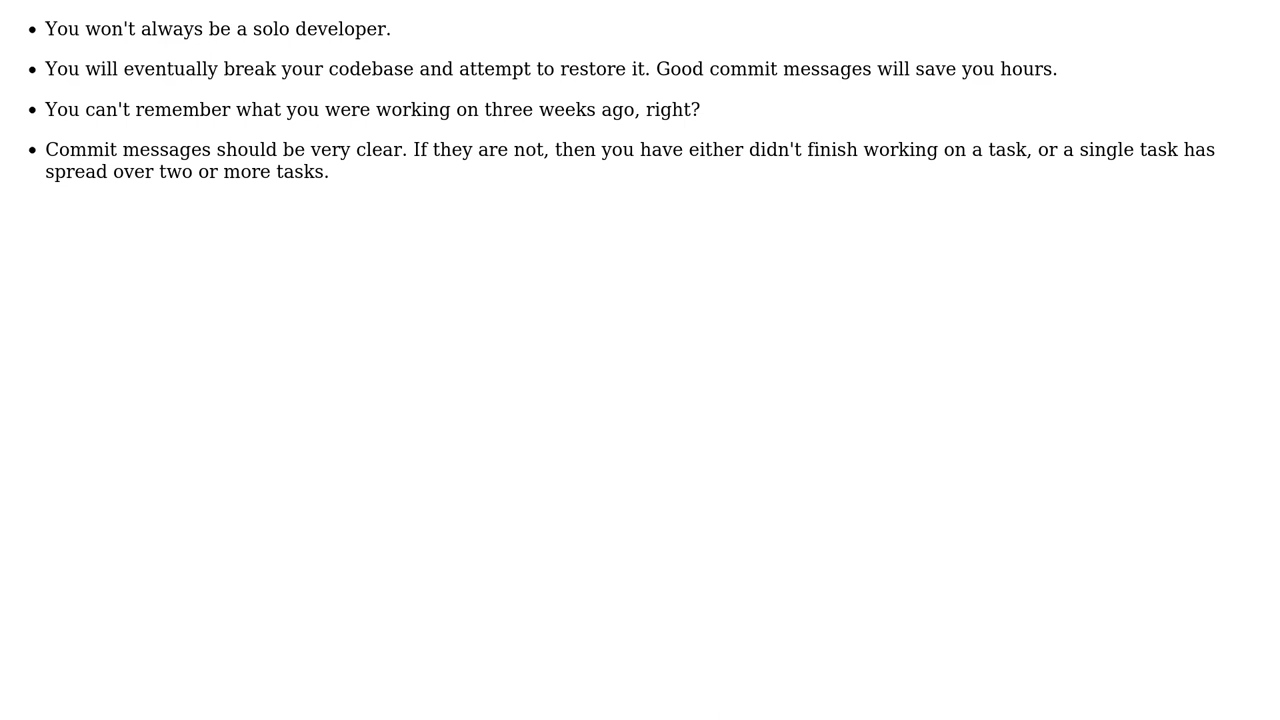 • You won't always be a solo developer.
• You will eventually break your codebase and attempt to restore it. Good commit messages will save you hours.
• You can't remember what you were working on three weeks ago, right?
• Commit messages should be very clear. If they are not, then you have either didn't finish working on a task, or a single task has
spread over two or more tasks.